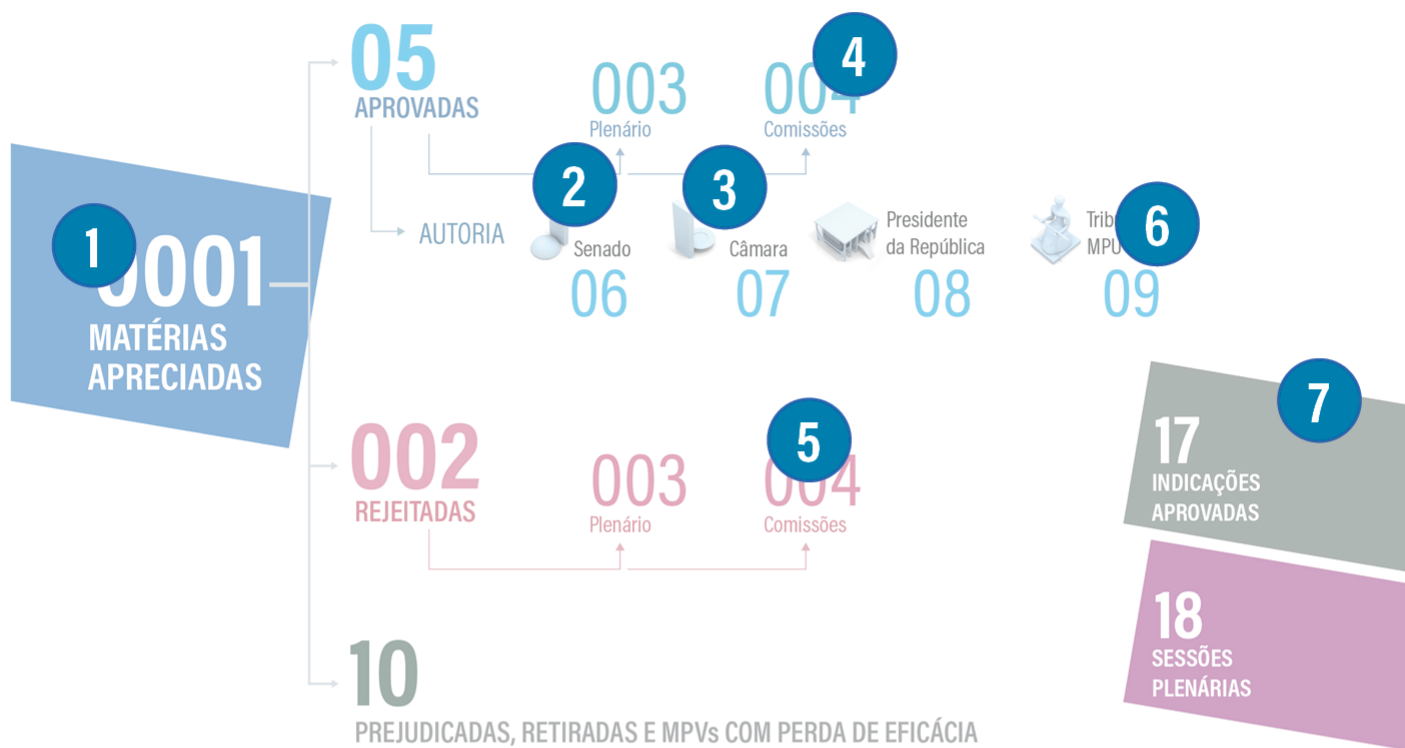 05
APROVADAS
003
Plenário
4
004
Comissões
2
3
AUTORIA
Senado
06
Câmara
07
Presidente
da República
08
6
MPU
09
1
0001
MATÉRIAS
APRECIADAS
002
REJEITADAS
003
Plenário
5
004
Comissões
7
17
INDICAÇÕES
APROVADAS
18
SESSÕES
PLENÁRIAS
10
PREJUDICADAS, RETIRADAS E MPVs COM PERDA DE EFICÁCIA